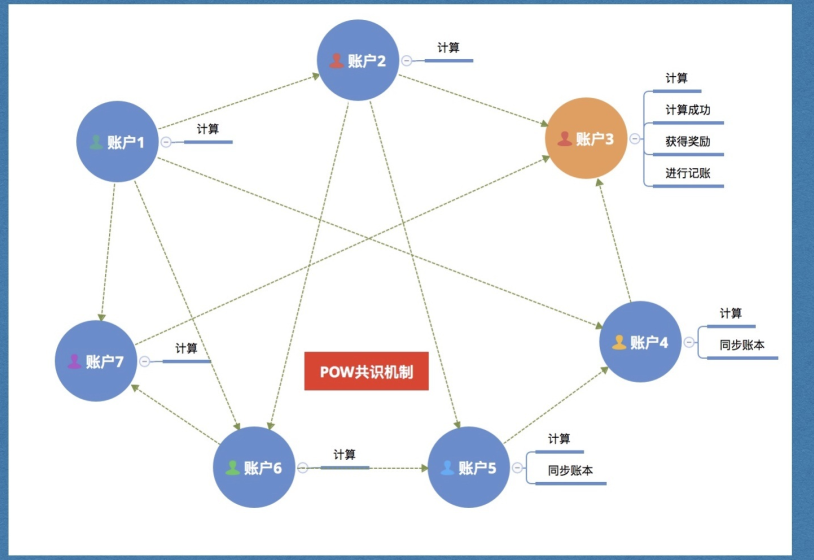 账户2
计算
账户1
计算
账户3
计算
计算成功
获得奖励
进行记账
账户4
计算
同步账本
账户7
计算
POW共识机制
账户6
计算
账户5
计算
同步账本